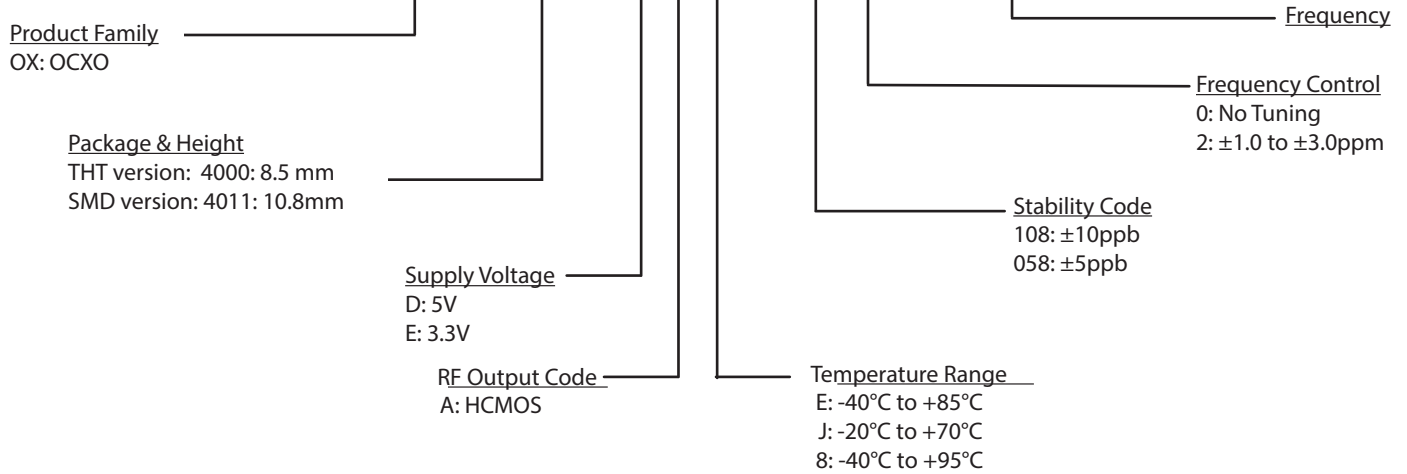 Product Family
OX: OCXO
Frequency
Frequency Control
0: No Tuning
2: ±1.0 to ±3.0ppm
Package & Height
THT version: 4000: 8.5 mm
SMD version: 4011: 10.8mm
Stability Code
108: ±10ppb
058: ±5ppb
Supply Voltage
D: 5V
E: 3.3V
RF Output Code
A: HCMOS
Temperature Range
E: -40°C to +85°C
J: -20°C to +70°C
8: -40°C to +95°C